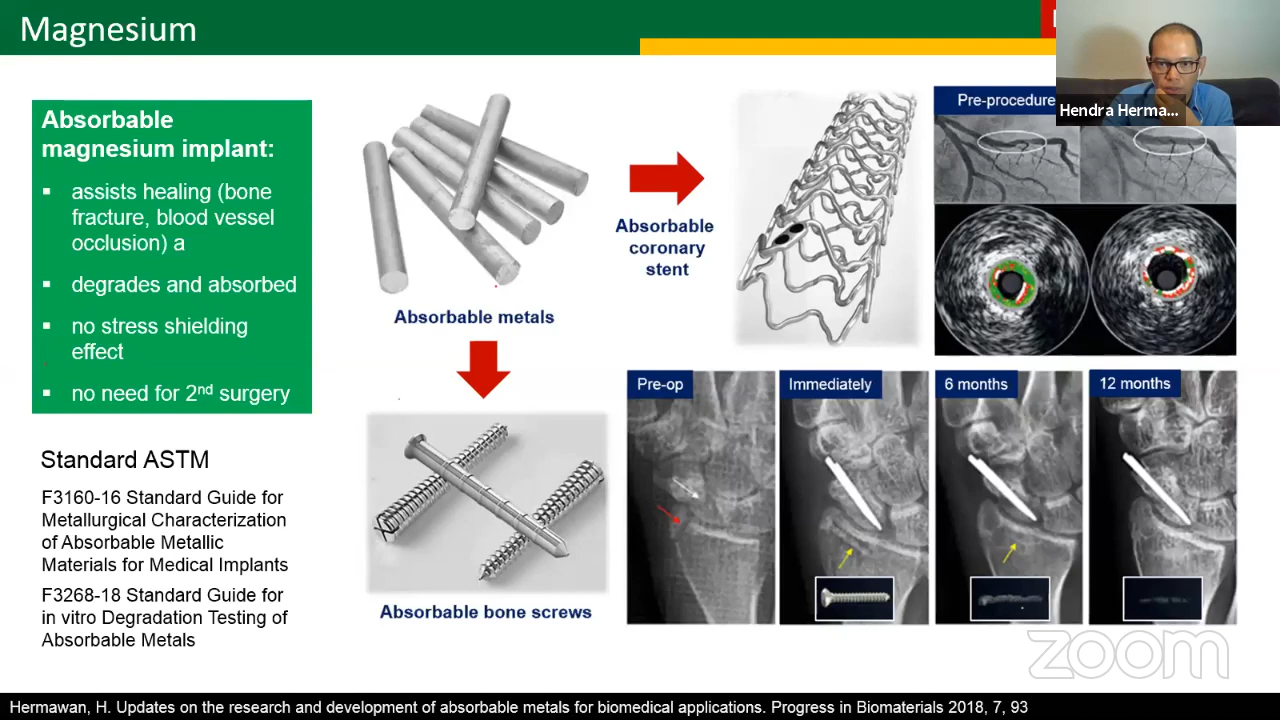 Magnesium
Hendra Herma...
Absorbable
magnesium implant:
▪ assists healing (bone
fracture, blood vessel
occlusion) a
▪ degrades and absorbed
▪ no stress shielding
effect
▪ no need for 2nd surgery
Standard ASTM
F3160-16 Standard Guide for
Metallurgical Characterization
of Absorbable Metallic
Materials for Medical Implants
F3268-18 Standard Guide for
in vitro Degradation Testing of
Absorbable Metals
Absorbable metals
Absorbable
coronary
stent
Pre-procedure
Absorbable bone screws
Pre-op
Immediately
6 months
12 months
zoom
Hermawan, H. Updates on the research and development of absorbable metals for biomedical applications. Progress in Biomaterials 2018, 7, 93